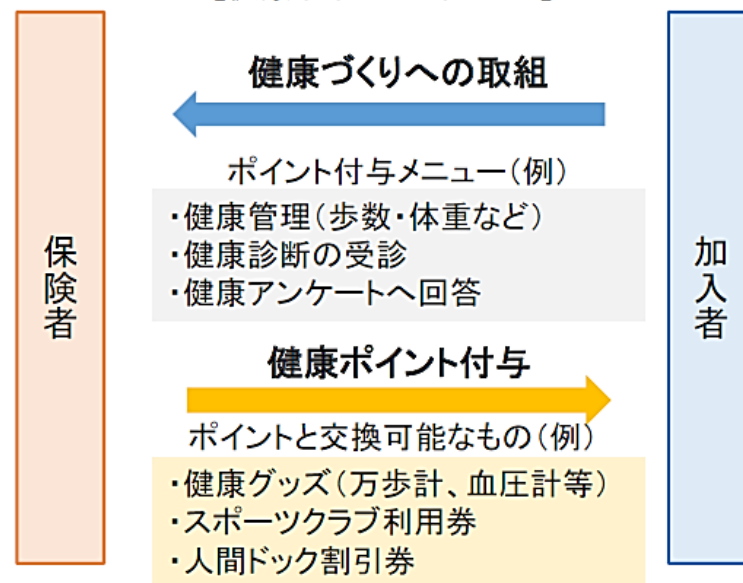 健康づくりへの取組
ポイント付与メニュー(例)
・健康管理(歩数・体重など)
・健康診断の受診
・健康アンケートへ回答
保険者
加入者
健康ポイント付与
ポイントと交換可能なもの(例)
・健康グッズ(万歩計、血圧計等)
・スポーツクラブ利用券
・人間ドック割引券